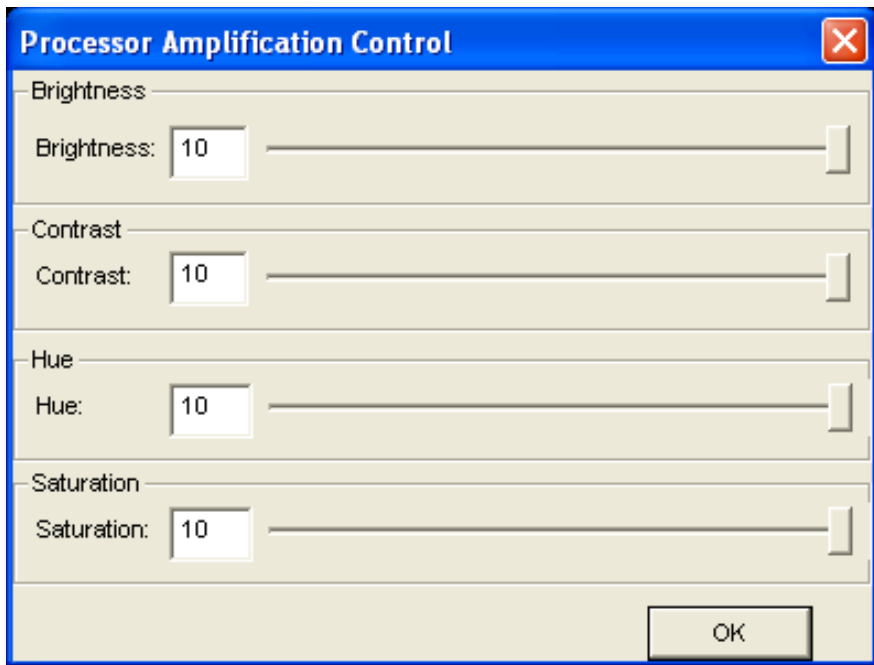 Processor Amplification Control
Brightness
Brightness: 10
Contrast
Contrast: 10
Hue
Hue: 10
Saturation
Saturation: 10
OK